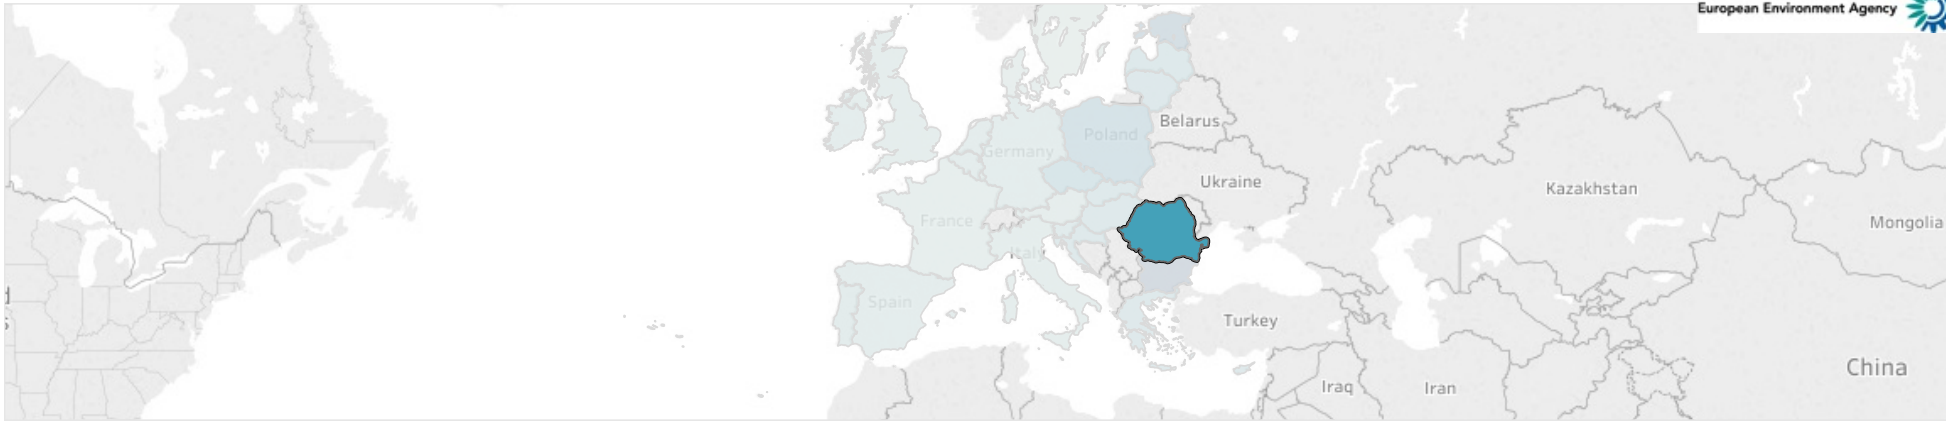 European Environment Agency
Belarus
Poland
Germany
Ukraine
Kazakhstan
France
Mongolia
Italy
Spain
Turkey
China
Iraq
Iran